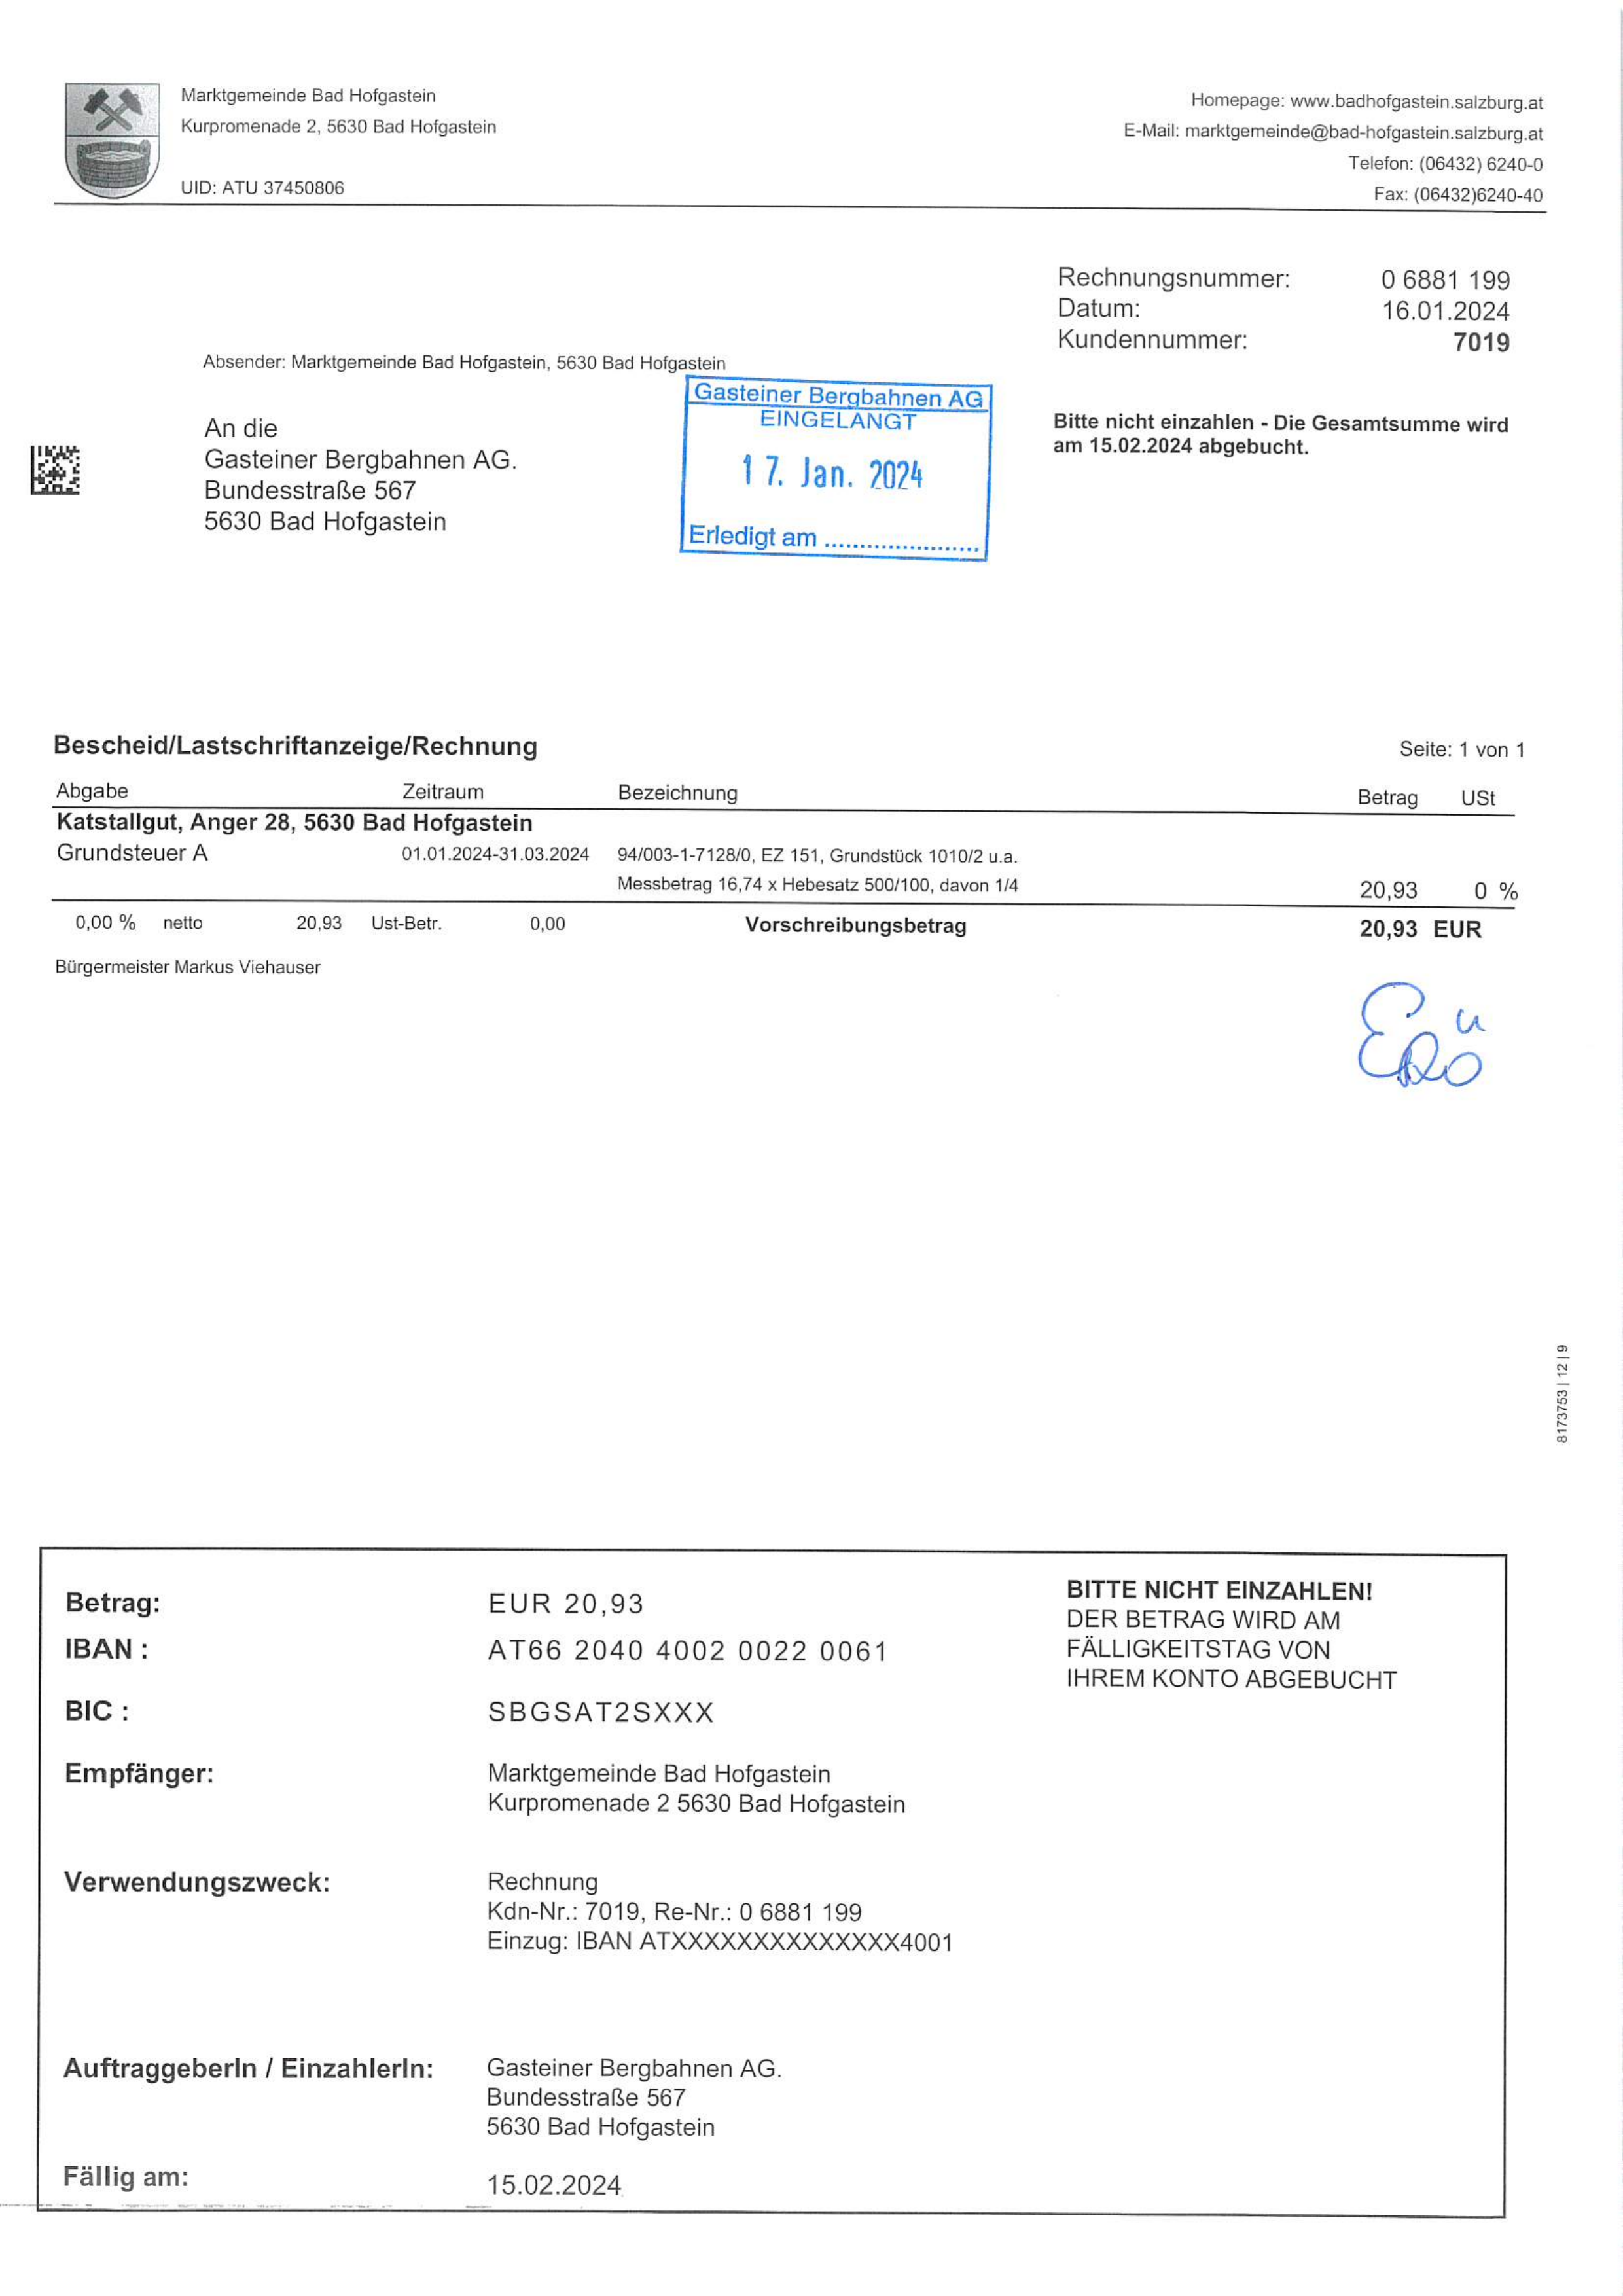 Marktgemeinde Bad Hofgastein
Kurpromenade 2, 5630 Bad Hofgastein
UID: ATU 37450806
Homepage: www.badhofgastein.salzburg.at
E-Mail: marktgemeinde@bad-hofgastein.salzburg.at
Telefon: (06432) 6240-0
Fax: (06432)6240-40
Rechnungsnummer: 0 6881 199
Datum: 16.01.2024
Kundennummer: 7019
Absender: Marktgemeinde Bad Hofgastein, 5630 Bad Hofgastein
An die
Gasteiner Bergbahnen AG.
Bundesstraße 567
5630 Bad Hofgastein
Gasteiner Bergbahnen AG
EINGELANGT
17. Jan. 2024
Erledigt am ......................
Bitte nicht einzahlen - Die Gesamtsumme wird
am 15.02.2024 abgebucht.
Bescheid/Lastschriftanzeige/Rechnung Seite: 1 von 1
Abgabe Zeitraum Bezeichnung Betrag USt
Katstallgut, Anger 28, 5630 Bad Hofgastein
Grundsteuer A 01.01.2024-31.03.2024 94/003-1-7128/0, EZ 151, Grundstück 1010/2 u.a.
Messbetrag 16,74 x Hebesatz 500/100, davon 1/4 20,93 0 %
0,00 % netto 20,93 Ust-Betr. 0,00 Vorschreibungsbetrag 20,93 EUR
Bürgermeister Markus Viehauser
8173753 | 12 | 9
Betrag: EUR 20,93
IBAN : AT66 2040 4002 0022 0061
BIC : SBGSAT2SXXX
Empfänger: Marktgemeinde Bad Hofgastein
Kurpromenade 2 5630 Bad Hofgastein
Verwendungszweck: Rechnung
Kdn-Nr.: 7019, Re-Nr.: 0 6881 199
Einzug: IBAN ATXXXXXXXXXXXXXX4001
AuftraggeberIn / EinzahlerIn: Gasteiner Bergbahnen AG.
Bundesstraße 567
5630 Bad Hofgastein
Fällig am: 15.02.2024
BITTE NICHT EINZAHLEN!
DER BETRAG WIRD AM
FÄLLIGKEITSTAG VON
IHREM KONTO ABGEBUCHT